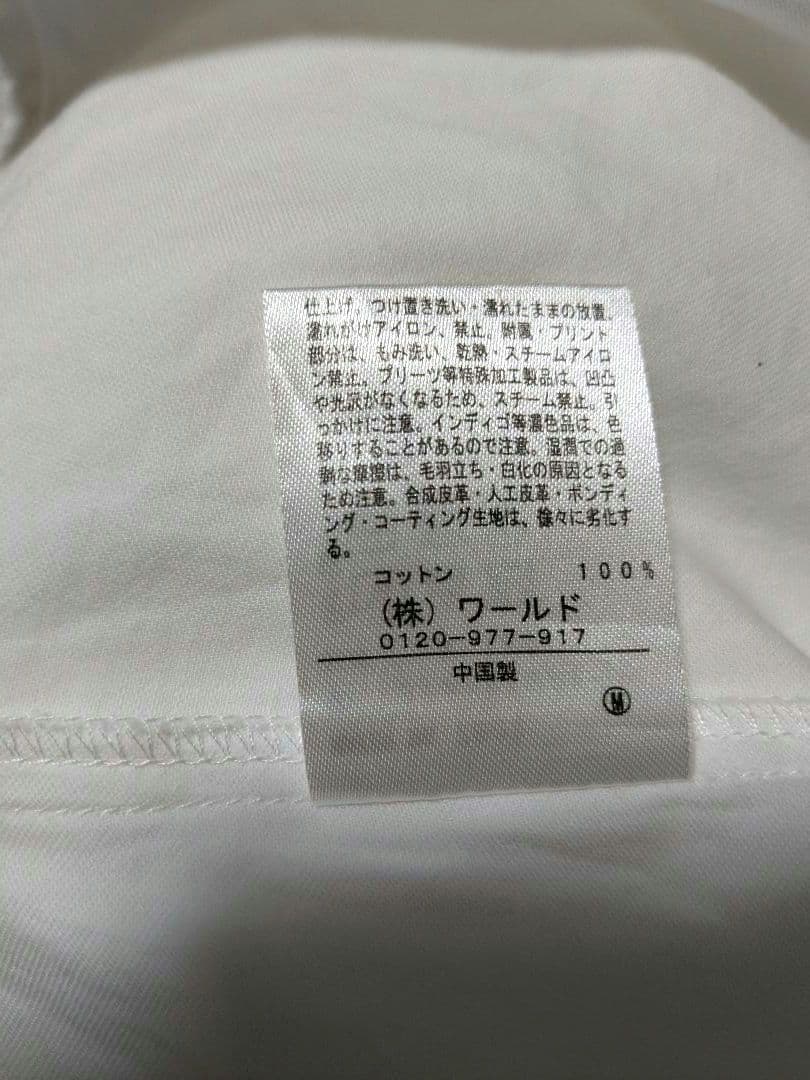 仕上げ、つけ置き洗い・濡れたままの放置、
濡れがけアイロン、禁止。附属・プリント
部分は、もみ洗い、乾熱・スチームアイロ
ン禁止。プリーツ等特殊加工製品は、凹凸
や光沢がなくなるため、スチーム禁止。引
っかけに注意。インディゴ等濃色品は、色
移りすることがあるので注意。湿潤での過
剰な摩擦は、毛羽立ち・白化の原因となる
ため注意。合成皮革・人工皮革・ボンディ
ング・コーティング生地は、徐々に劣化す
る。
コットン 100%
(株) ワールド
0120-977-917
中国製
M